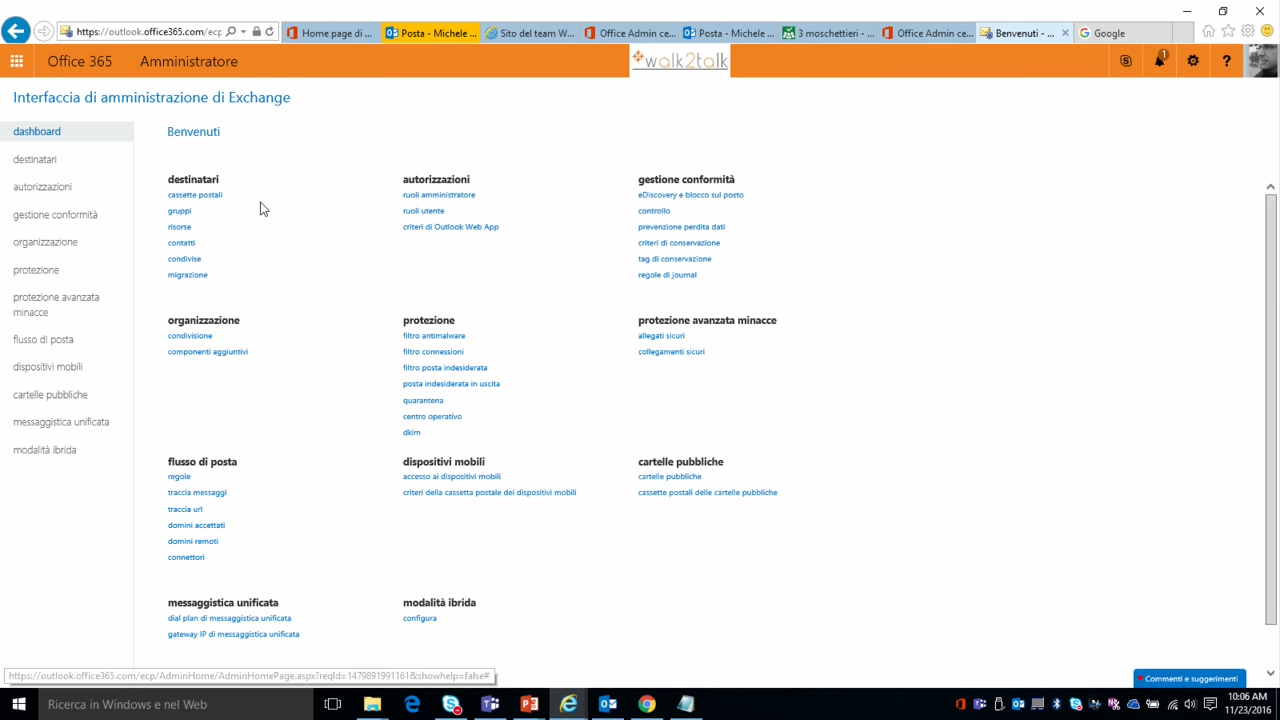 https://outlook.office365.com/ecp
Home page di ...
Posta - Michele ...
Sito del team W...
Office Admin ce...
Posta - Michele ...
3 moschettieri - ...
Office Admin ce...
Benvenuti - ...
Google
Office 365
Amministratore
walk2talk
1
?
Interfaccia di amministrazione di Exchange
dashboard
destinatari
autorizzazioni
gestione conformità
organizzazione
protezione
protezione avanzata
minacce
flusso di posta
dispositivi mobili
cartelle pubbliche
messaggistica unificata
modalità ibrida
Benvenuti
destinatari
cassette postali
gruppi
risorse
contatti
condivise
migrazione
autorizzazioni
ruoli amministratore
ruoli utente
criteri di Outlook Web App
gestione conformità
eDiscovery e blocco sul posto
controllo
prevenzione perdita dati
criteri di conservazione
tag di conservazione
regole di journal
organizzazione
condivisione
componenti aggiuntivi
protezione
filtro antimalware
filtro connessioni
filtro posta indesiderata
posta indesiderata in uscita
quarantena
centro operativo
dkim
protezione avanzata minacce
allegati sicuri
collegamenti sicuri
flusso di posta
regole
traccia messaggi
traccia url
domini accettati
domini remoti
connettori
dispositivi mobili
accesso ai dispositivi mobili
criteri della cassetta postale dei dispositivi mobili
cartelle pubbliche
cartelle pubbliche
cassette postali delle cartelle pubbliche
messaggistica unificata
dial plan di messaggistica unificata
gateway IP di messaggistica unificata
modalità ibrida
configura
https://outlook.office365.com/ecp/AdminHome/AdminHomePage.aspx?reqId=1479891991161&showhelp=false#
Commenti e suggerimenti
Ricerca in Windows e nel Web
10:06 AM
11/23/2016